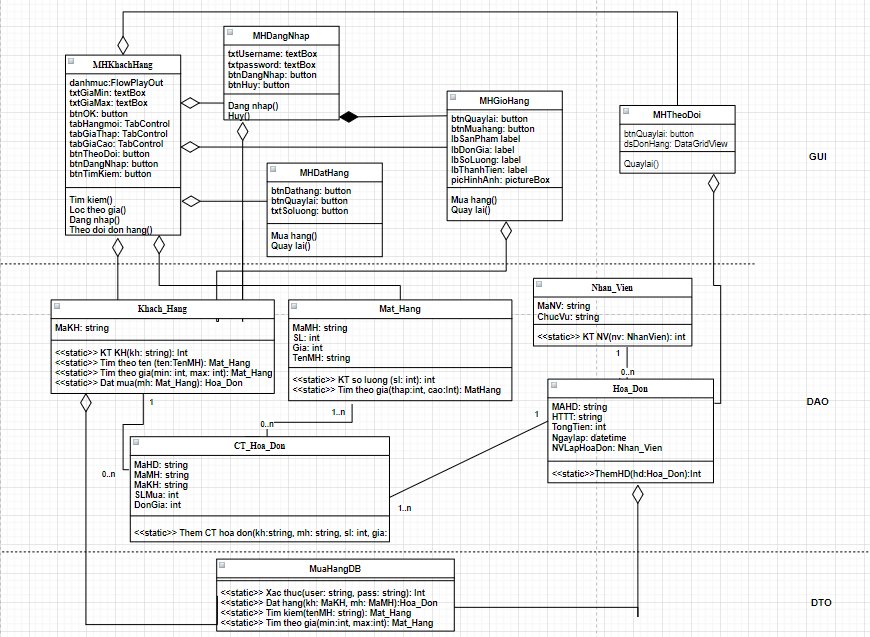 MHKhachHang
danhmuc:FlowPlayOut
txtGiaMin: textBox
txtGiaMax: textBox
btnOK: button
tabHangmoi: TabControl
tabGiaThap: TabControl
tabGiaCao: TabControl
btnTheoDoi: button
btnDangNhap: button
btnTimKiem: button
Tim kiem()
Loc theo gia()
Dang nhap()
Theo doi don hang()
MHDangNhap
txtUsername: textBox
txtpassword: textBox
btnDangNhap: button
btnHuy: button
Dang nhap()
Huy()
MHDatHang
btnDathang: button
btnQuaylai: button
txtSoluong: button
Mua hang()
Quay lai()
MHGioHang
btnQuaylai: button
btnMuahang: button
lbSanPham label
lbDonGia: label
lbSoLuong: label
lbThanhTien: label
picHinhAnh: pictureBox
Mua hang()
Quay lai()
MHTheoDoi
btnQuaylai: button
dsDonHang: DataGridView
Quaylai()
GUI
Khach_Hang
MaKH: string
<<static>> KT KH(kh: string): Int
<<static>> Tim theo ten (ten:TenMH): Mat_Hang
<<static>> Tim theo gia(min: int, max: int): Mat_Hang
<<static>> Dat mua(mh: Mat_Hang): Hoa_Don
Mat_Hang
MaMH: string
SL: int
Gia: int
TenMH: string
<<static>> KT so luong (sl: int): int
<<static>> Tim theo gia(thap:int, cao:Int): MatHang
Nhan_Vien
MaNV: string
ChucVu: string
<<static>> KT NV(nv: NhanVien): int
1
0..n
Hoa_Don
MAHD: string
HTTT: string
TongTien: int
Ngaylap: datetime
NVLapHoaDon: Nhan_Vien
<<static>>ThemHD(hd:Hoa_Don):Int
DAO
1
0..n
1..n
0..n
1
1..n
CT_Hoa_Don
MaHD: string
MaMH: string
MaKH: string
SLMua: int
DonGia: int
<<static>> Them CT hoa don(kh:string, mh: string, sl: int, gia:
MuaHangDB
<<static>> Xac thuc(user: string, pass: string): Int
<<static>> Dat hang(kh: MaKH, mh: MaMH):Hoa_Don
<<static>> Tim kiem(tenMH: string): Mat_Hang
<<static>> Tim theo gia(min:int, max:int): Mat_Hang
DTO